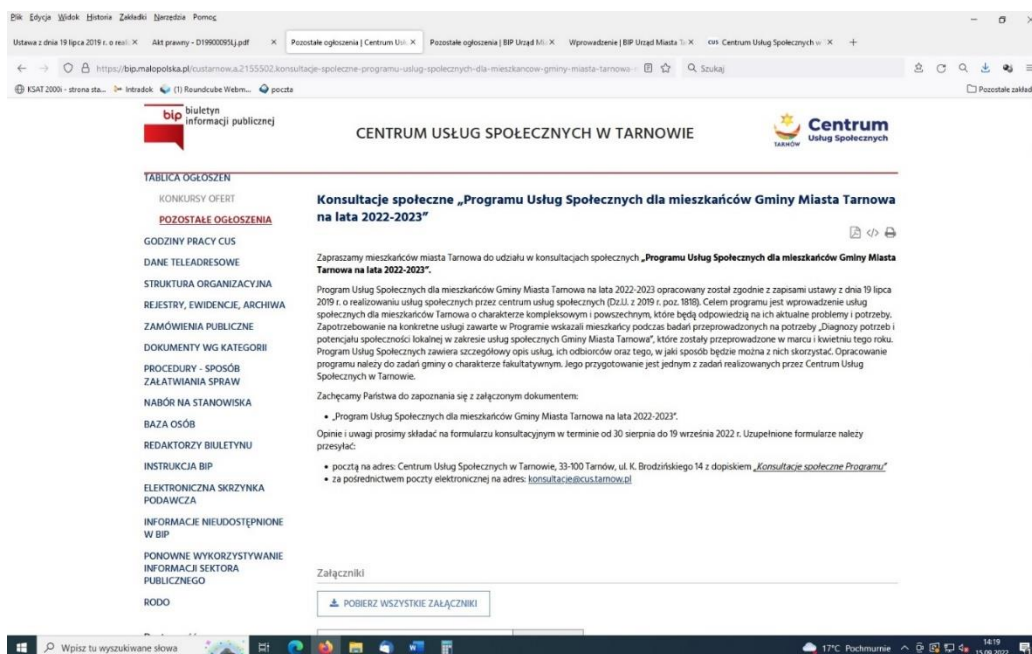 Plik Edycja Widok Historia Zakładki Narzędzia Pomoc
Ustawa z dnia 19 lipca 2019 r. o reali
Akt prawny - D19900095Lj.pdf
Pozostałe ogłoszenia | Centrum Usł
Pozostałe ogłoszenia | BIP Urząd Mi
Wprowadzenie | BIP Urząd Miasta T
CUS Centrum Usług Społecznych w T
https://bip.malopolska.pl/custarnow,a,2155502,konsultacje-spoleczne-programu-uslug-spolecznych-dla-mieszkancow-gminy-miasta-tarnowa-
Szukaj
KSAT 2000i - strona sta... Intradok (1) Roundcube Webm... poczta
Pozostałe zakład
bip biuletyn
informacji publicznej
CENTRUM USŁUG SPOŁECZNYCH W TARNOWIE
TARNÓW
Centrum
Usług Społecznych
TABLICA OGŁOSZEŃ
KONKURSY OFERT
POZOSTAŁE OGŁOSZENIA
GODZINY PRACY CUS
DANE TELEADRESOWE
STRUKTURA ORGANIZACYJNA
REJESTRY, EWIDENCJE, ARCHIWA
ZAMÓWIENIA PUBLICZNE
DOKUMENTY WG KATEGORII
PROCEDURY - SPOSÓB
ZAŁATWIANIA SPRAW
NABÓR NA STANOWISKA
BAZA OSÓB
REDAKTORZY BIULETYNU
INSTRUKCJA BIP
ELEKTRONICZNA SKRZYNKA
PODAWCZA
INFORMACJE NIEUDOSTĘPNIONE
W BIP
PONOWNE WYKORZYSTYWANIE
INFORMACJI SEKTORA
PUBLICZNEGO
RODO
Konsultacje społeczne „Programu Usług Społecznych dla mieszkańców Gminy Miasta Tarnowa
na lata 2022-2023”
Zapraszamy mieszkańców miasta Tarnowa do udziału w konsultacjach społecznych „Programu Usług Społecznych dla mieszkańców Gminy Miasta
Tarnowa na lata 2022-2023”.
Program Usług Społecznych dla mieszkańców Gminy Miasta Tarnowa na lata 2022-2023 opracowany został zgodnie z zapisami ustawy z dnia 19 lipca
2019 r. o realizowaniu usług społecznych przez centrum usług społecznych (Dz.U. z 2019 r. poz. 1818). Celem programu jest wprowadzenie usług
społecznych dla mieszkańców Tarnowa o charakterze kompleksowym i powszechnym, które będą odpowiedzią na ich aktualne problemy i potrzeby.
Zapotrzebowanie na konkretne usługi zawarte w Programie wskazali mieszkańcy podczas badań przeprowadzonych na potrzeby „Diagnozy potrzeb i
potencjału społeczności lokalnej w zakresie usług społecznych Gminy Miasta Tarnowa”, które zostały przeprowadzone w marcu i kwietniu tego roku.
Program Usług Społecznych zawiera szczegółowy opis usług, ich odbiorców oraz tego, w jaki sposób będzie można z nich skorzystać. Opracowanie
programu należy do zadań gminy o charakterze fakultatywnym. Jego przygotowanie jest jednym z zadań realizowanych przez Centrum Usług
Społecznych w Tarnowie.
Zachęcamy Państwa do zapoznania się z załączonym dokumentem:
• „Program Usług Społecznych dla mieszkańców Gminy Miasta Tarnowa na lata 2022-2023”.
Opinie i uwagi prosimy składać na formularzu konsultacyjnym w terminie od 30 sierpnia do 19 września 2022 r. Uzupełnione formularze należy
przesyłać:
• pocztą na adres: Centrum Usług Społecznych w Tarnowie, 33-100 Tarnów, ul. K. Brodzińskiego 14 z dopiskiem „Konsultacje społeczne Programu”
• za pośrednictwem poczty elektronicznej na adres: konsultacje@cus.tarnow.pl
Załączniki
POBIERZ WSZYSTKIE ZAŁĄCZNIKI
Wpisz tu wyszukiwane słowa
17°C Pochmurnie
14:19
15.09.2022